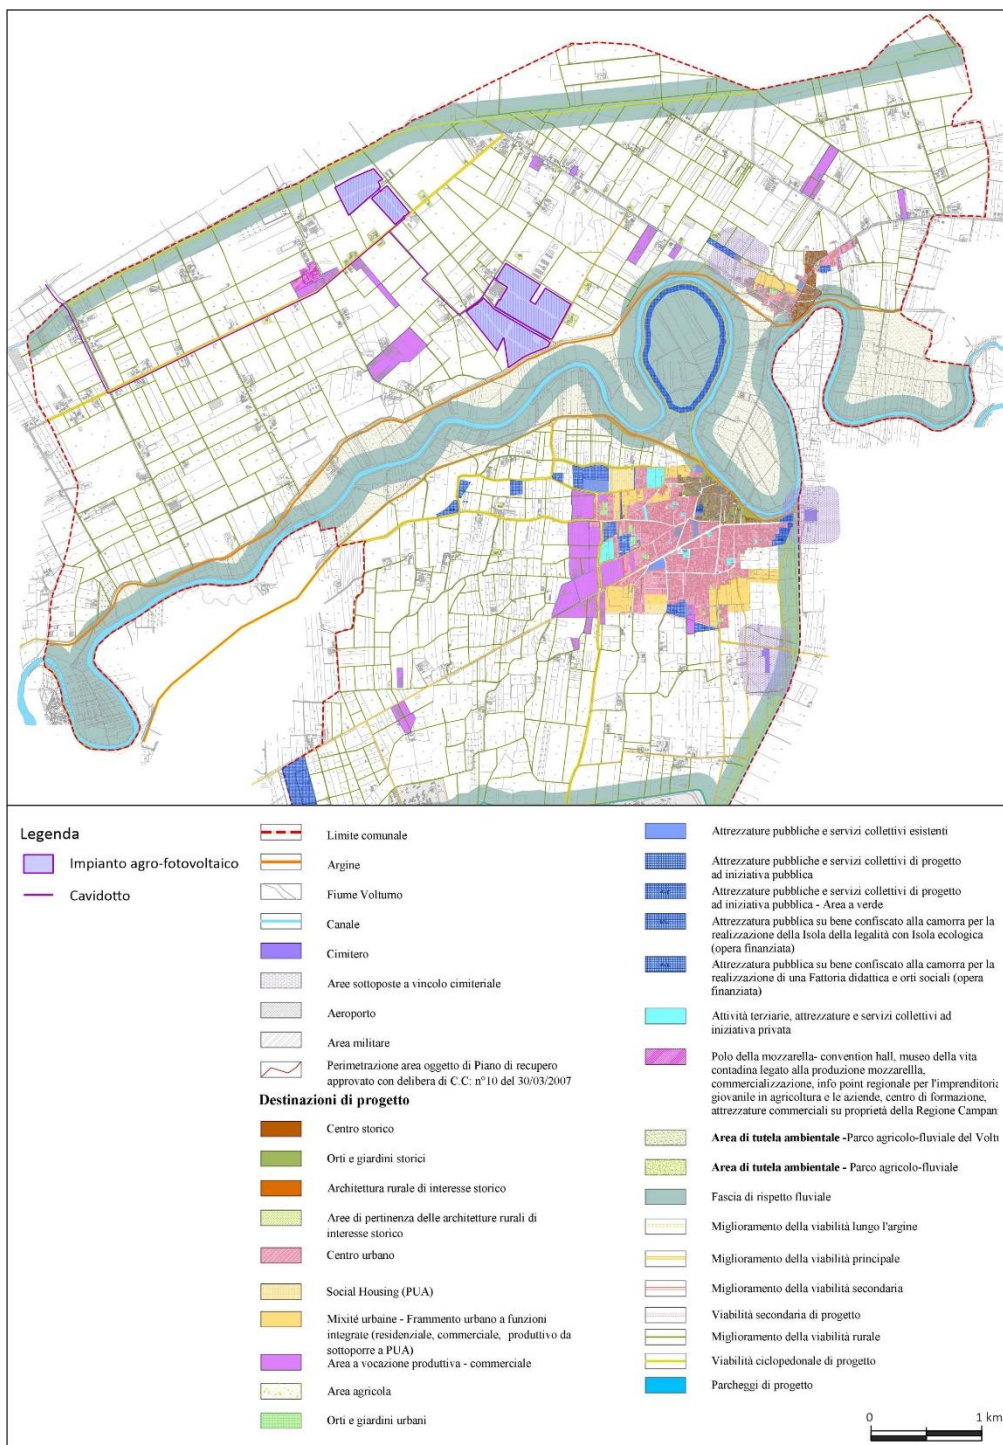 Legenda
Impianto agro-fotovoltaico
Cavidotto
Limite comunale
Argine
Fiume Volturno
Canale
Cimitero
Aree sottoposte a vincolo cimiteriale
Aeroporto
Area militare
Perimetrazione area oggetto di Piano di recupero
approvato con delibera di C.C: n°10 del 30/03/2007
Destinazioni di progetto
Centro storico
Orti e giardini storici
Architettura rurale di interesse storico
Aree di pertinenza delle architetture rurali di
interesse storico
Centro urbano
Social Housing (PUA)
Mixité urbaine - Frammento urbano a funzioni
integrate (residenziale, commerciale, produttivo da
sottoporre a PUA)
Area a vocazione produttiva - commerciale
Area agricola
Orti e giardini urbani
Attrezzature pubbliche e servizi collettivi esistenti
Attrezzature pubbliche e servizi collettivi di progetto
ad iniziativa pubblica
Attrezzature pubbliche e servizi collettivi di progetto
ad iniziativa pubblica - Area a verde
Attrezzatura pubblica su bene confiscato alla camorra per la
realizzazione della Isola della legalità con Isola ecologica
(opera finanziata)
Attrezzatura pubblica su bene confiscato alla camorra per la
realizzazione di una Fattoria didattica e orti sociali (opera
finanziata)
Attività terziarie, attrezzature e servizi collettivi ad
iniziativa privata
Polo della mozzarella- convention hall, museo della vita
contadina legato alla produzione mozzarellla,
commercializzazione, info point regionale per l'imprenditoria
giovanile in agricoltura e le aziende, centro di formazione,
attrezzature commerciali su proprietà della Regione Campan
Area di tutela ambientale -Parco agricolo-fluviale del Volt
Area di tutela ambientale - Parco agricolo-fluviale
Fascia di rispetto fluviale
Miglioramento della viabilità lungo l'argine
Miglioramento della viabilità principale
Miglioramento della viabilità secondaria
Viabilità secondaria di progetto
Miglioramento della viabilità rurale
Viabilità ciclopedonale di progetto
Parcheggi di progetto
0 1 km